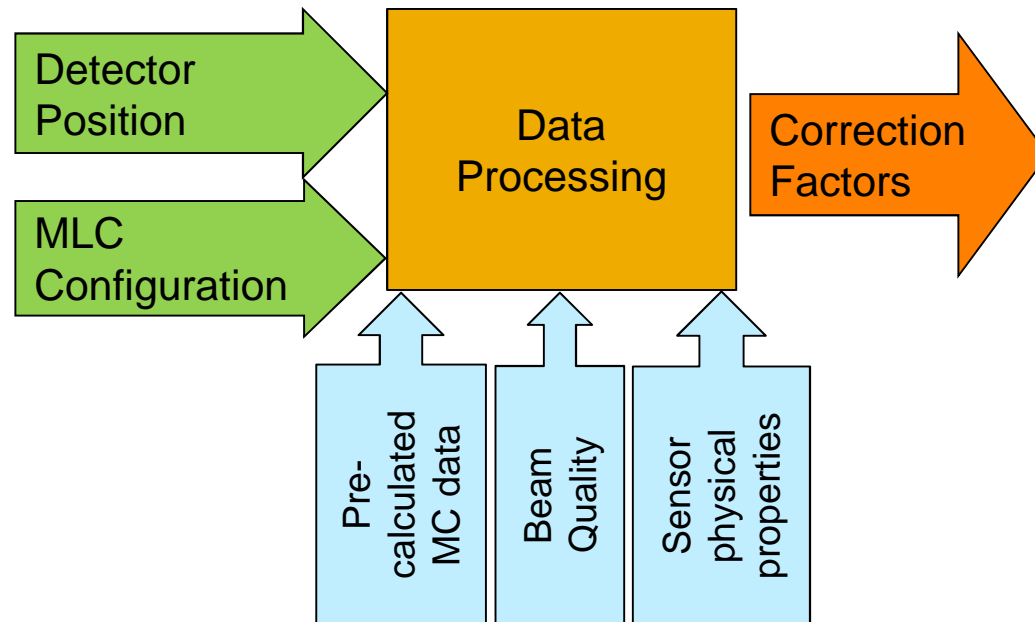 Detector
Position
MLC
Configuration
Data
Processing
Correction
Factors
Pre-
calculated
MC data
Beam
Quality
Sensor
physical
properties